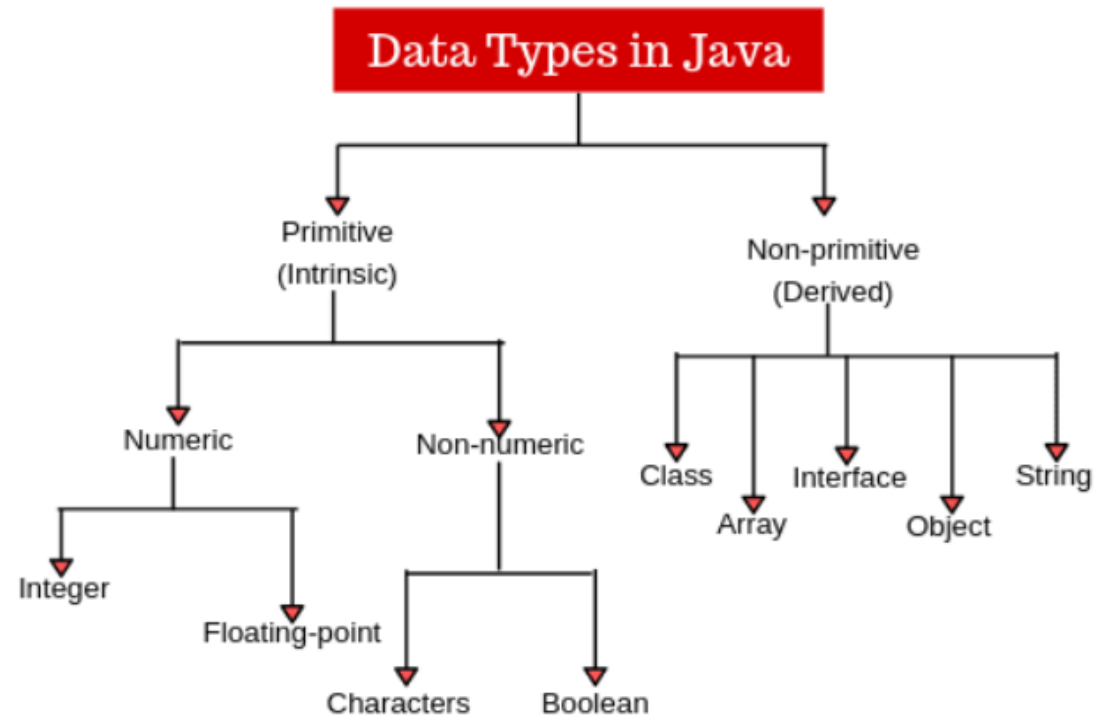 Data Types in Java
Primitive
(Intrinsic)
Non-primitive
(Derived)
Numeric
Non-numeric
Class
Array
Interface
Object
String
Integer
Floating-point
Characters
Boolean